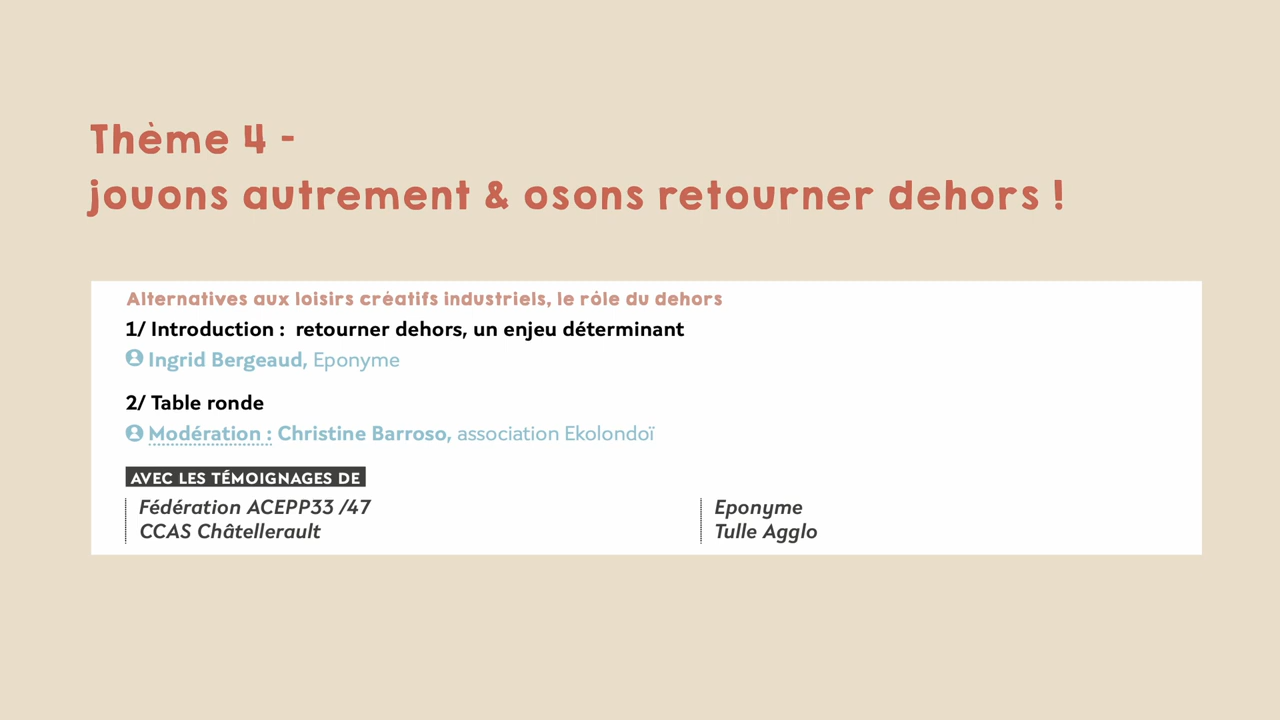 Thème 4 -
jouons autrement & osons retourner dehors !
Alternatives aux loisirs créatifs industriels, le rôle du dehors
1/ Introduction : retourner dehors, un enjeu déterminant
Ingrid Bergeaud, Eponyme
2/ Table ronde
Modération : Christine Barroso, association Ekolondoï
AVEC LES TÉMOIGNAGES DE
Fédération ACEPP33 /47
CCAS Châtellerault
Eponyme
Tulle Agglo